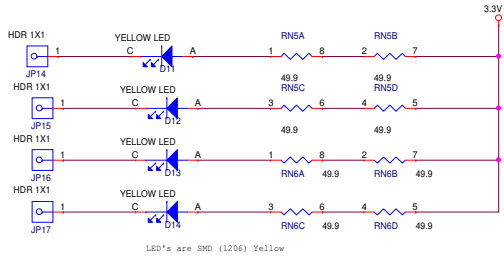 3.3V
HDR 1X1 YELLOW LED RN5A RN5B
1 C A 1 8 2 7
JP14 D11 49.9 49.9
HDR 1X1 YELLOW LED RN5C RN5D
1 C A 3 6 4 5
JP15 D12 49.9 49.9
HDR 1X1 YELLOW LED
1 C A 1 8 2 7
JP16 D13 RN6A 49.9 RN6B 49.9
HDR 1X1 YELLOW LED
1 C A 3 6 4 5
JP17 D14 RN6C 49.9 RN6D 49.9
LED's are SMD (1206) Yellow